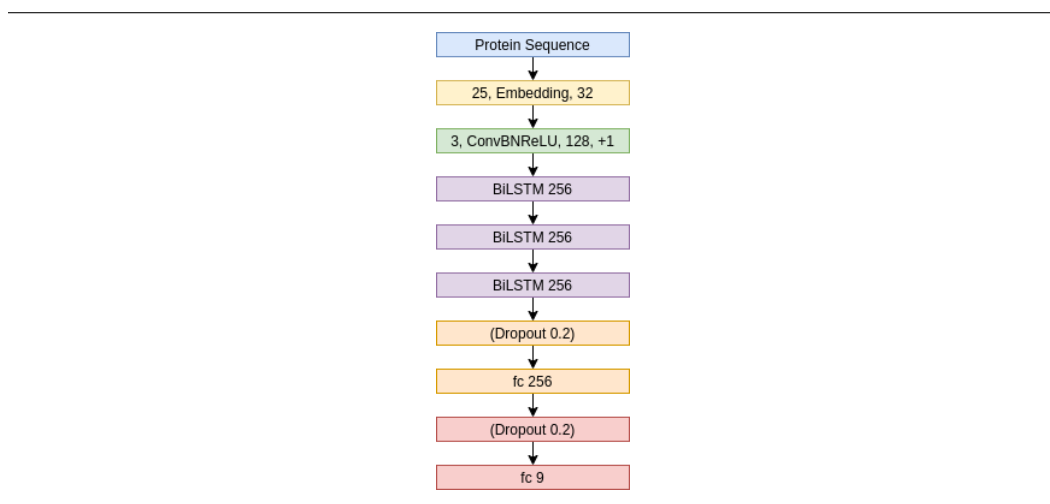 Protein Sequence
25, Embedding, 32
3, ConvBNReLU, 128, +1
BiLSTM 256
BiLSTM 256
BiLSTM 256
(Dropout 0.2)
fc 256
(Dropout 0.2)
fc 9